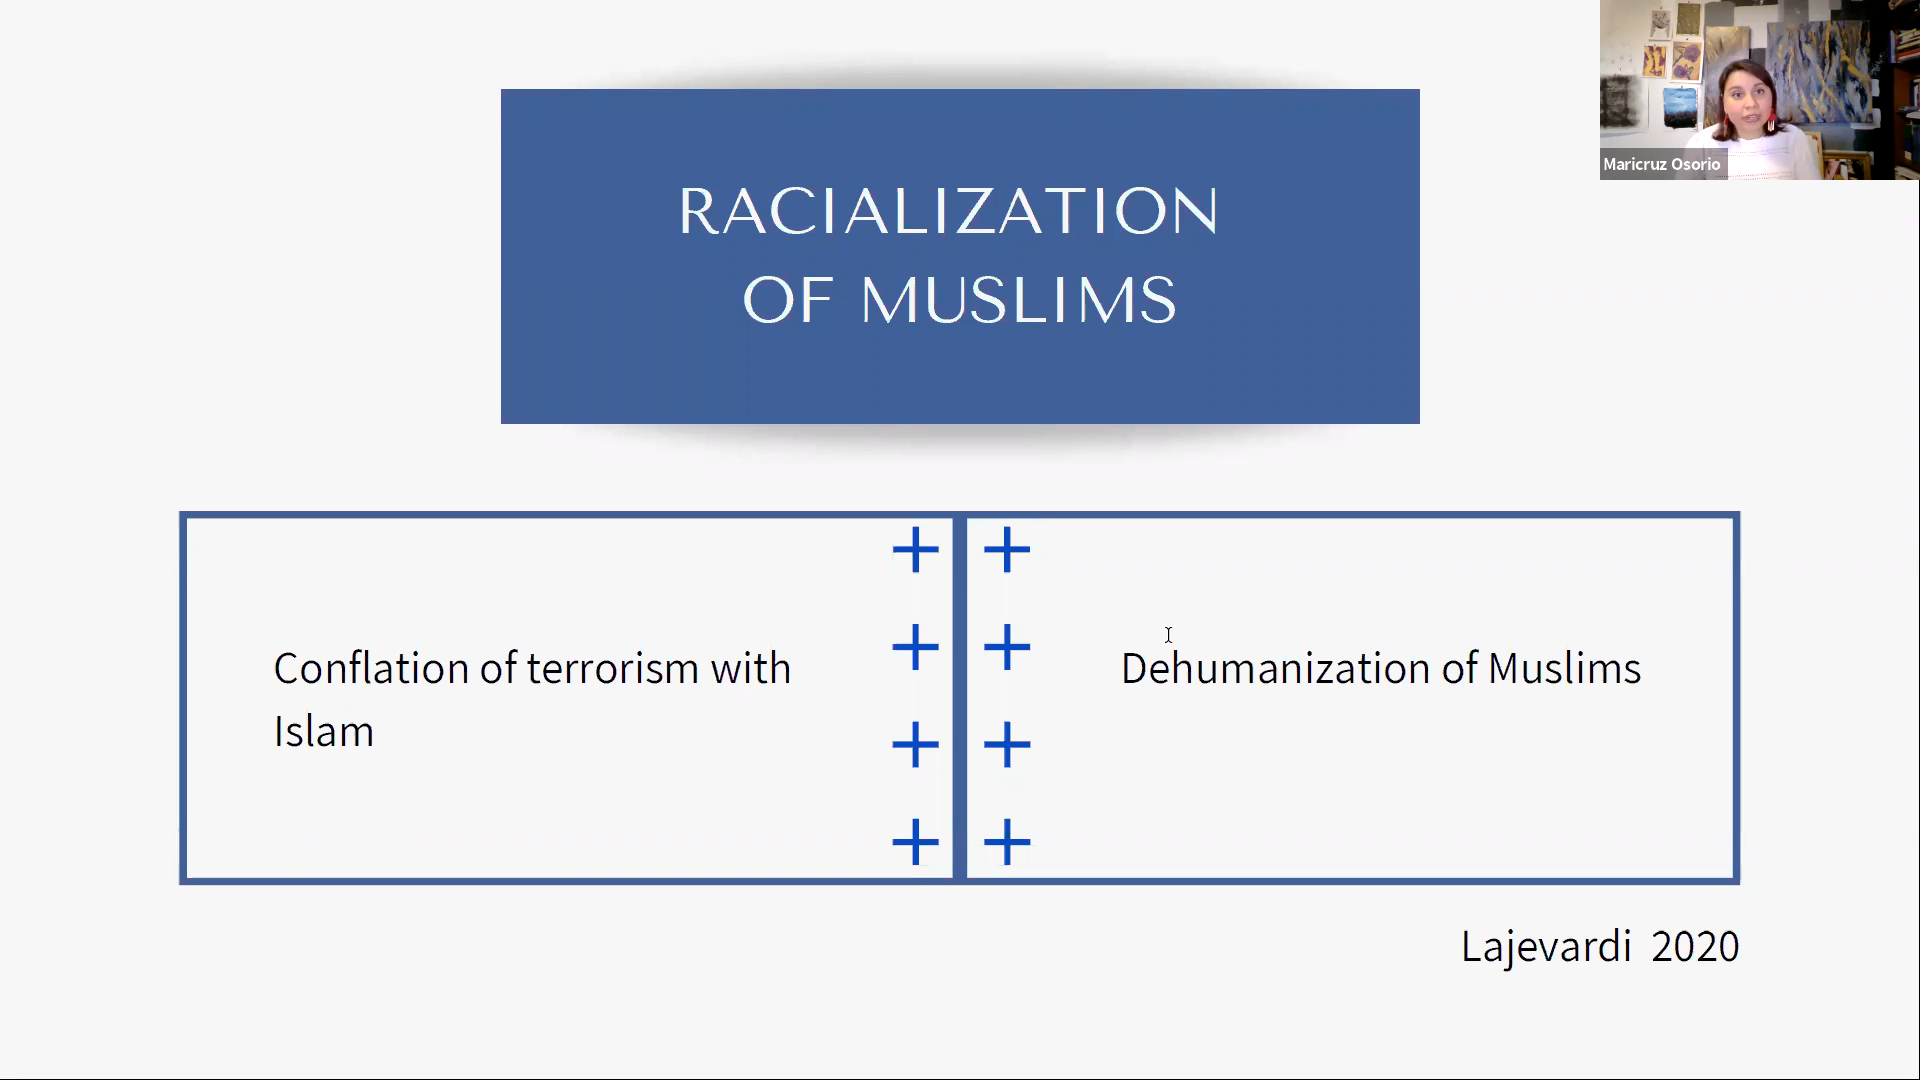 RACIALIZATION
OF MUSLIMS
Maricruz Osorio
Conflation of terrorism with
Islam
Dehumanization of Muslims
Lajevardi 2020